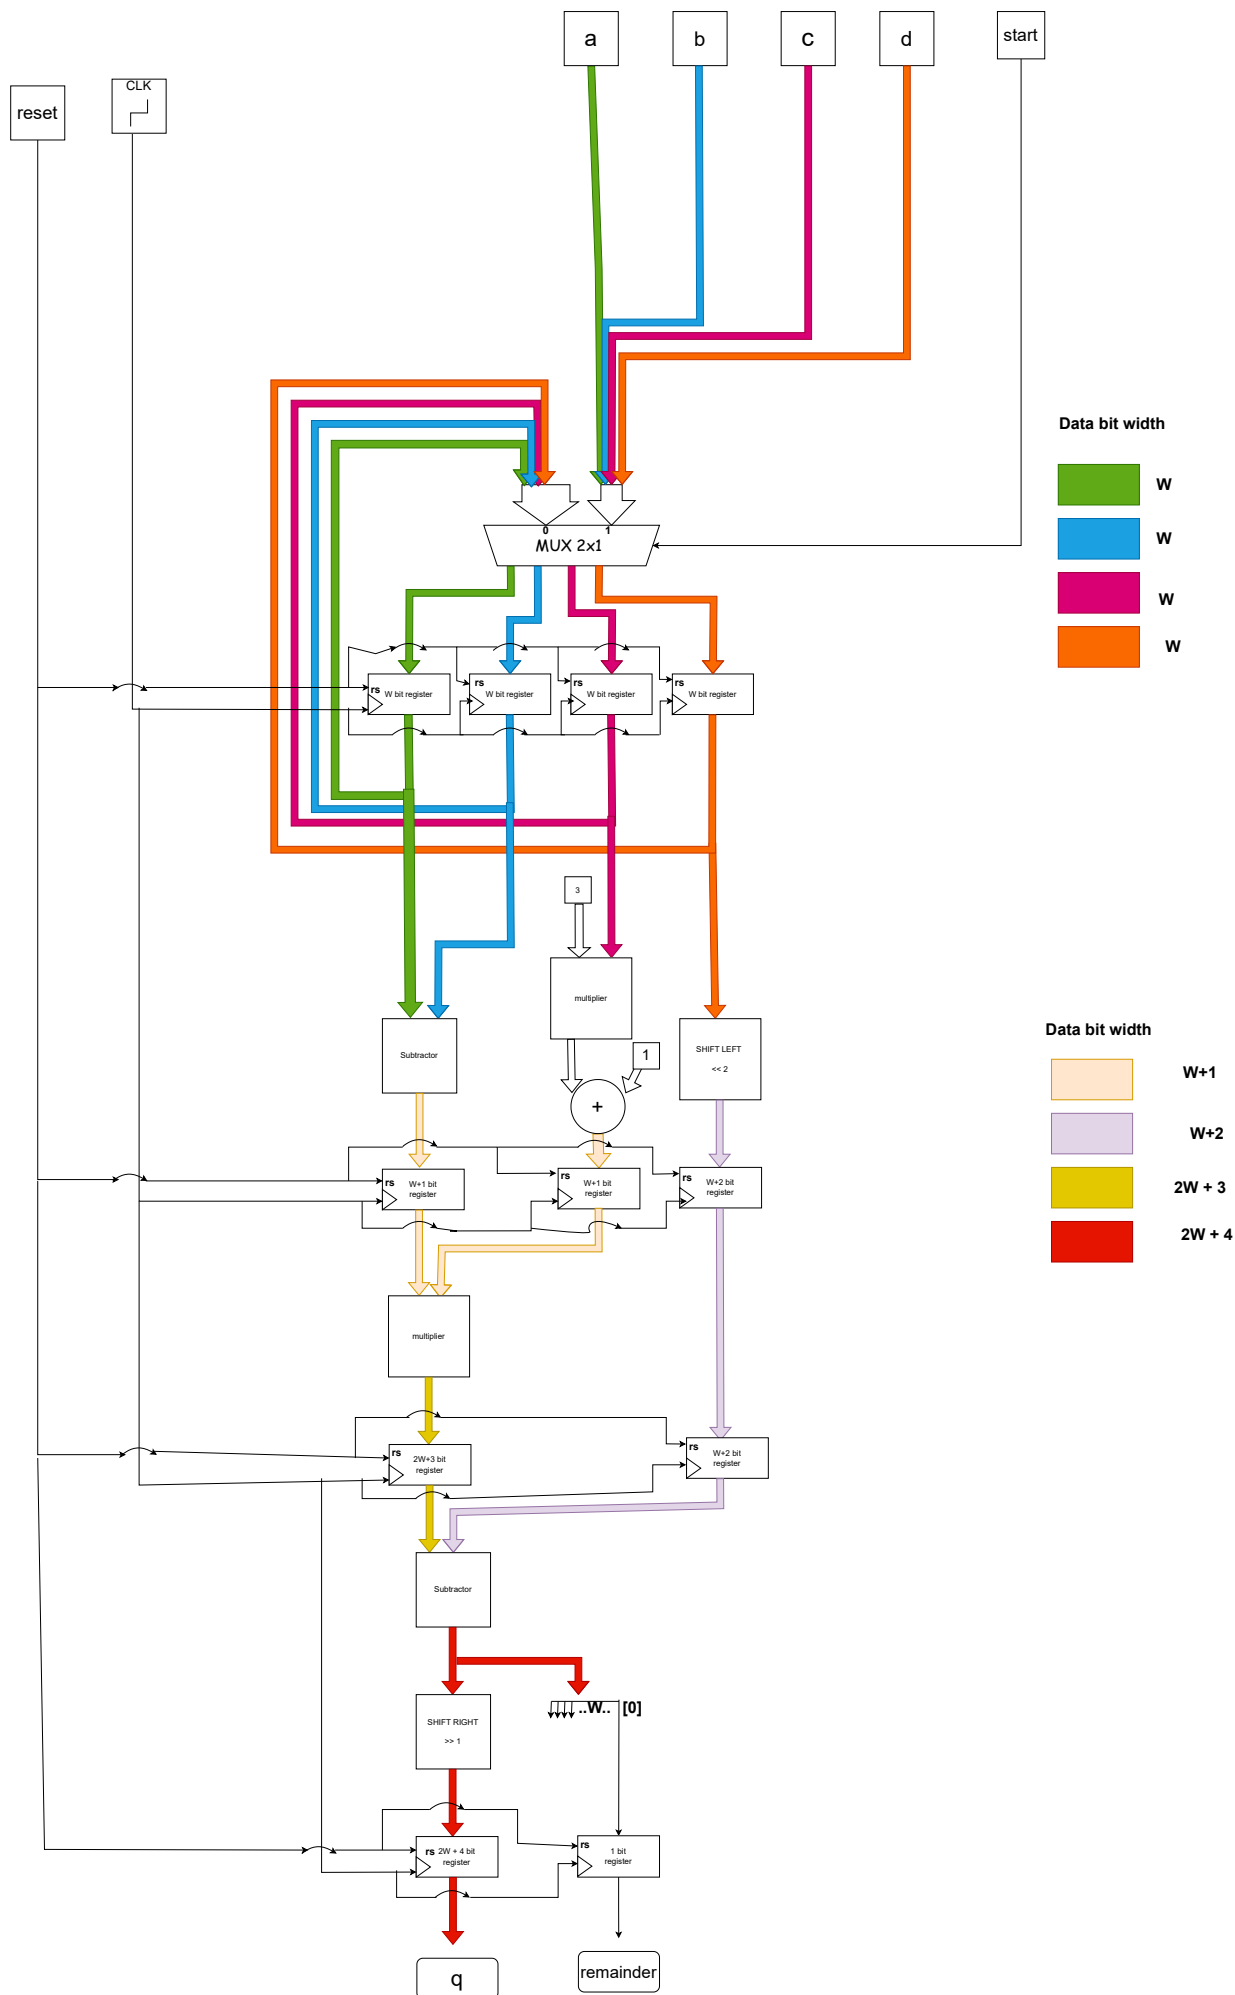 a
b
c
d
start
CLK
reset
0
1
MUX 2x1
Data bit width
W
W
W
W
rs
W bit register
rs
W bit register
rs
W bit register
rs
W bit register
3
multiplier
Subtractor
1
SHIFT LEFT
<< 2
+
Data bit width
W+1
W+2
2W + 3
2W + 4
rs
W+1 bit
register
rs
W+1 bit
register
rs
W+2 bit
register
multiplier
rs
2W+3 bit
register
rs
W+2 bit
register
Subtractor
..W.. [0]
SHIFT RIGHT
>> 1
rs
2W + 4 bit
register
rs
1 bit
register
q
remainder